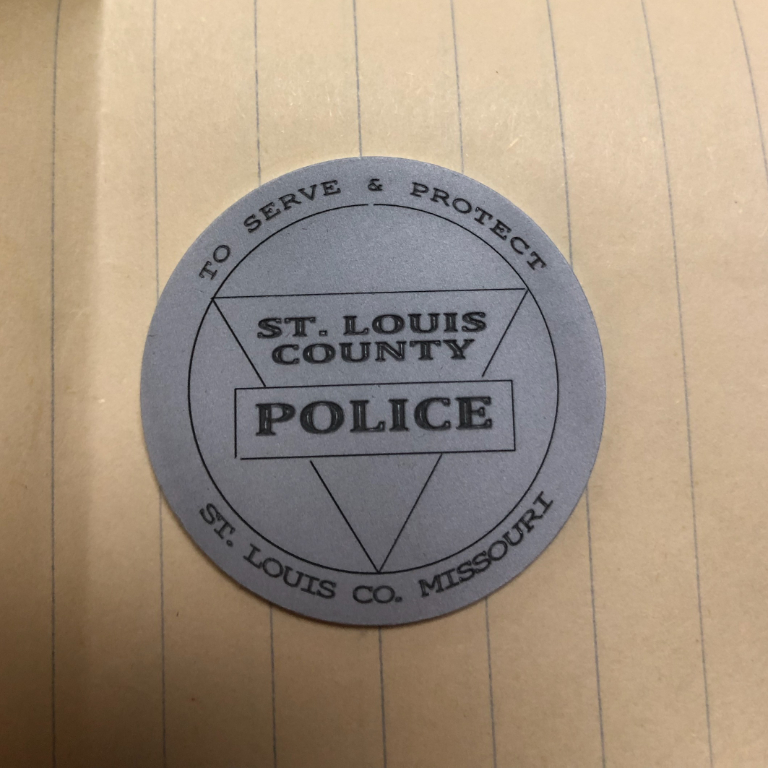 TO SERVE & PROTECT
ST. LOUIS
COUNTY
POLICE
ST. LOUIS CO. MISSOURI